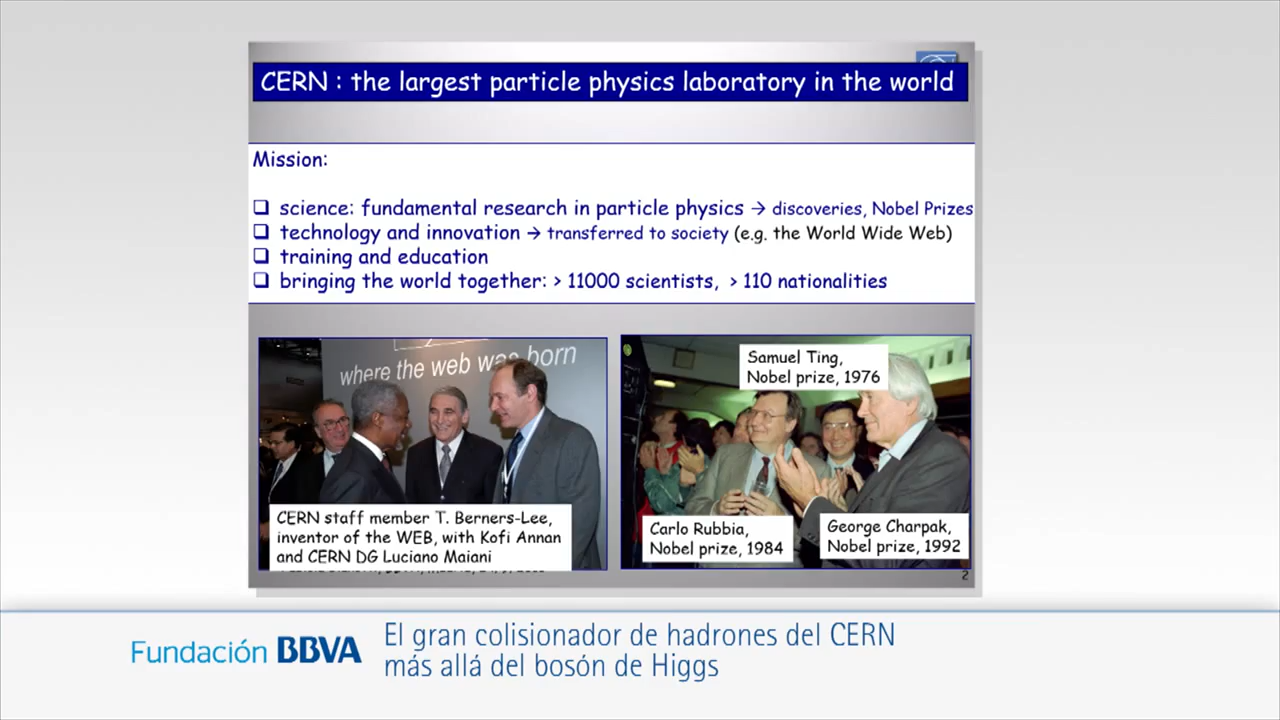 CERN : the largest particle physics laboratory in the world
Mission:
❑ science: fundamental research in particle physics → discoveries, Nobel Prizes
❑ technology and innovation → transferred to society (e.g. the World Wide Web)
❑ training and education
❑ bringing the world together: > 11000 scientists, > 110 nationalities
where the web was born
CERN staff member T. Berners-Lee,
inventor of the WEB, with Kofi Annan
and CERN DG Luciano Maiani
Samuel Ting,
Nobel prize, 1976
Carlo Rubbia,
Nobel prize, 1984
George Charpak,
Nobel prize, 1992
2
Fundación BBVA
El gran colisionador de hadrones del CERN
más allá del bosón de Higgs